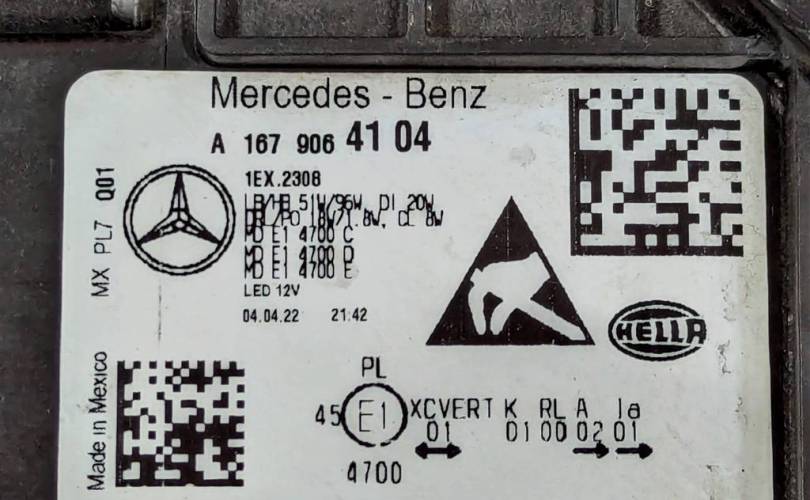 Mercedes - Benz
A 167 906 4104
1EX.2308
LB/HB 51W/96W, DI 20W
DRL/PO 18W/1.8W, CL 8W
MD E1 4700 C
MD E1 4700 D
MD E1 4700 E
LED 12V
04.04.22 21:42
MX PL7 Q01
HELLA
Made in Mexico
PL
45 E1 XCVERT K RL A Ia
01 01 00 02 01
4700